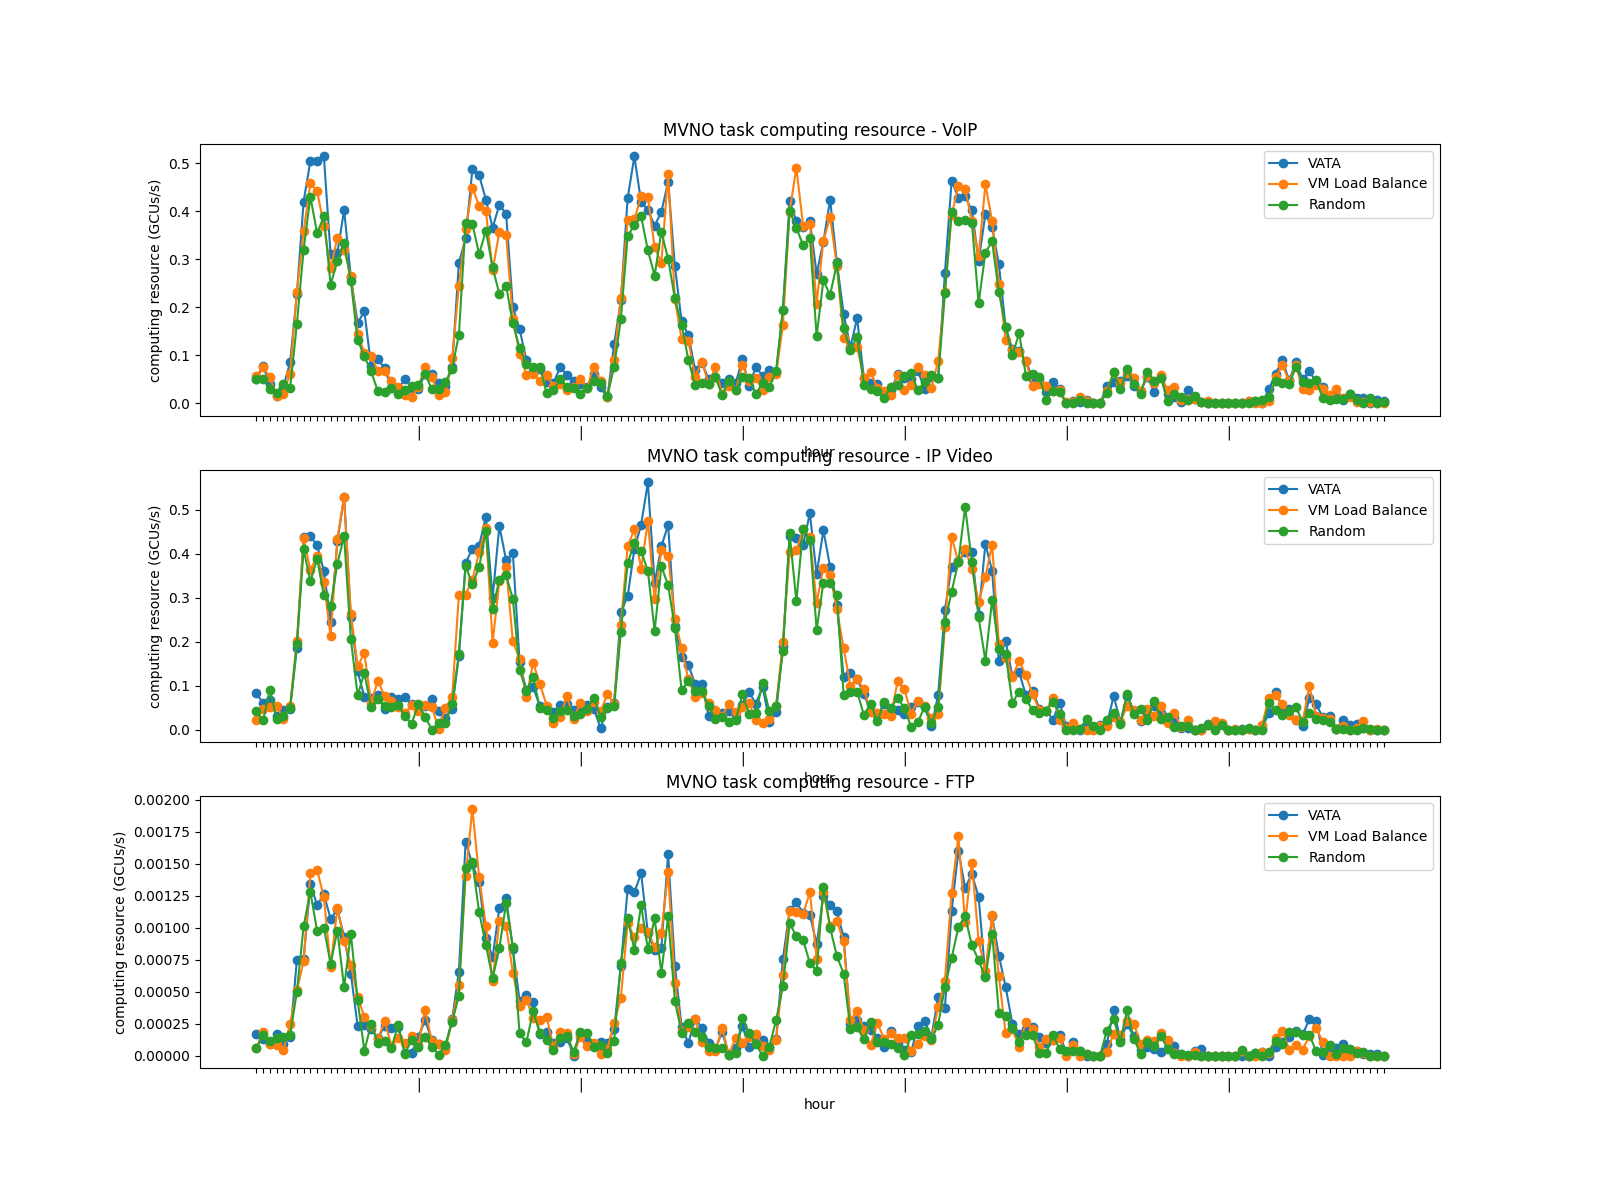 MVNO task computing resource - VoIP
computing resource (GCUs/s)
0.5
0.4
0.3
0.2
0.1
0.0
VATA
VM Load Balance
Random
hour
MVNO task computing resource - IP Video
computing resource (GCUs/s)
0.5
0.4
0.3
0.2
0.1
0.0
VATA
VM Load Balance
Random
hour
MVNO task computing resource - FTP
computing resource (GCUs/s)
0.00200
0.00175
0.00150
0.00125
0.00100
0.00075
0.00050
0.00025
0.00000
VATA
VM Load Balance
Random
hour